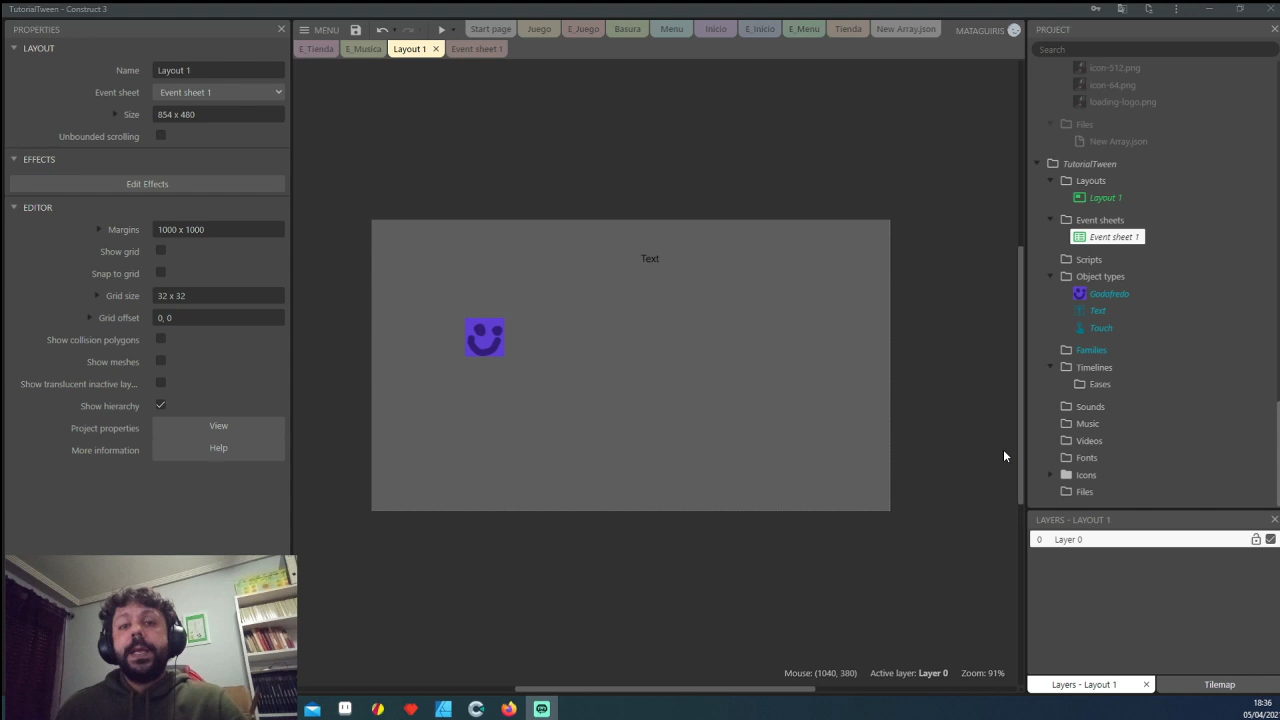 TutorialTween - Construct 3
PROPERTIES
LAYOUT
Name Layout 1
Event sheet Event sheet 1
Size 854 x 480
Unbounded scrolling
EFFECTS
Edit Effects
EDITOR
Margins 1000 x 1000
Show grid
Snap to grid
Grid size 32 x 32
Grid offset 0, 0
Show collision polygons
Show meshes
Show translucent inactive lay...
Show hierarchy
Project properties View
More information Help
MENU
Start page Juego E_Juego Basura Menu Inicio E_Inicio E_Menu Tienda New Array.json
MATAGUIRIS
E_Tienda E_Musica Layout 1 Event sheet 1
Text
Mouse: (1040, 380) Active layer: Layer 0 Zoom: 91%
PROJECT
Search
icon-512.png
icon-64.png
loading-logo.png
Files
New Array.json
TutorialTween
Layouts
Layout 1
Event sheets
Event sheet 1
Scripts
Object types
Godofredo
Text
Touch
Families
Timelines
Eases
Sounds
Music
Videos
Fonts
Icons
Files
LAYERS - LAYOUT 1
0 Layer 0
Layers - Layout 1 Tilemap
18:36